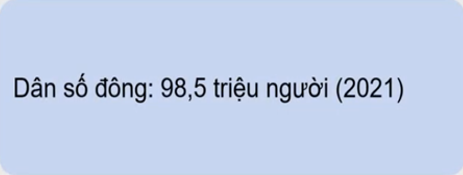 Dân số đông: 98,5 triệu người (2021)